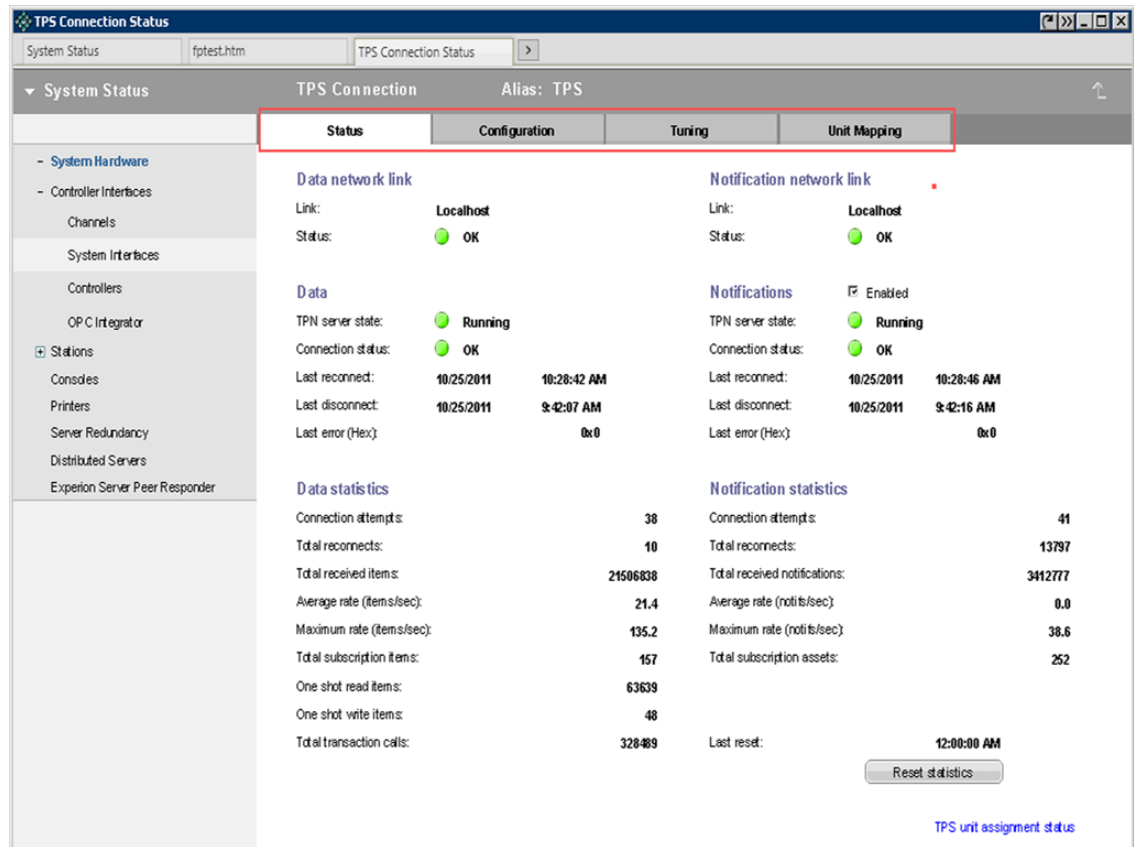 TPS Connection Status
System Status fptest.htm TPS Connection Status >
System Status TPS Connection Alias: TPS
Status Configuration Tuning Unit Mapping
- System Hardware
- Controller Interfaces
Channels
System Interfaces
Controllers
OPC Integrator
+ Stations
Consoles
Printers
Server Redundancy
Distributed Servers
Experion Server Peer Responder
Data network link
Link: Localhost
Status: OK
Data
TPN server state: Running
Connection status: OK
Last reconnect: 10/25/2011 10:28:42 AM
Last disconnect: 10/25/2011 9:42:07 AM
Last error (Hex): 0x0
Data statistics
Connection attempts: 38
Total reconnects: 10
Total received items: 21506838
Average rate (items/sec): 21.4
Maximum rate (items/sec): 135.2
Total subscription items: 157
One shot read items: 63639
One shot write items: 48
Total transaction calls: 328489
Notification network link
Link: Localhost
Status: OK
Notifications Enabled
TPN server state: Running
Connection status: OK
Last reconnect: 10/25/2011 10:28:46 AM
Last disconnect: 10/25/2011 9:42:16 AM
Last error (Hex): 0x0
Notification statistics
Connection attempts: 41
Total reconnects: 13797
Total received notifications: 3412777
Average rate (notifs/sec): 0.0
Maximum rate (notifs/sec): 38.6
Total subscription assets: 252
Last reset: 12:00:00 AM
Reset statistics
TPS unit assignment status